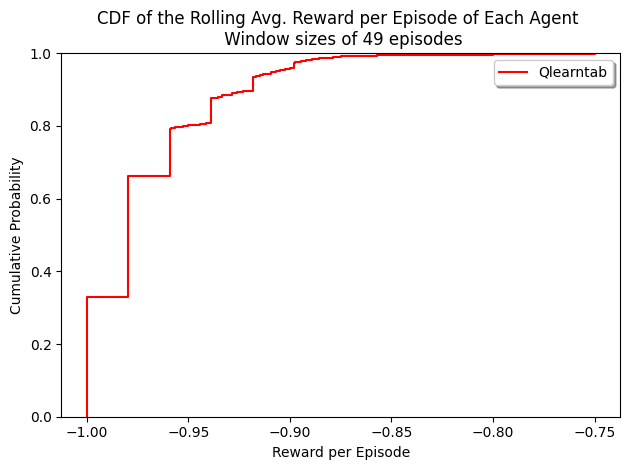 CDF of the Rolling Avg. Reward per Episode of Each Agent
Window sizes of 49 episodes
Qlearntab
Cumulative Probability
1.0
0.8
0.6
0.4
0.2
0.0
−1.00 −0.95 −0.90 −0.85 −0.80 −0.75
Reward per Episode